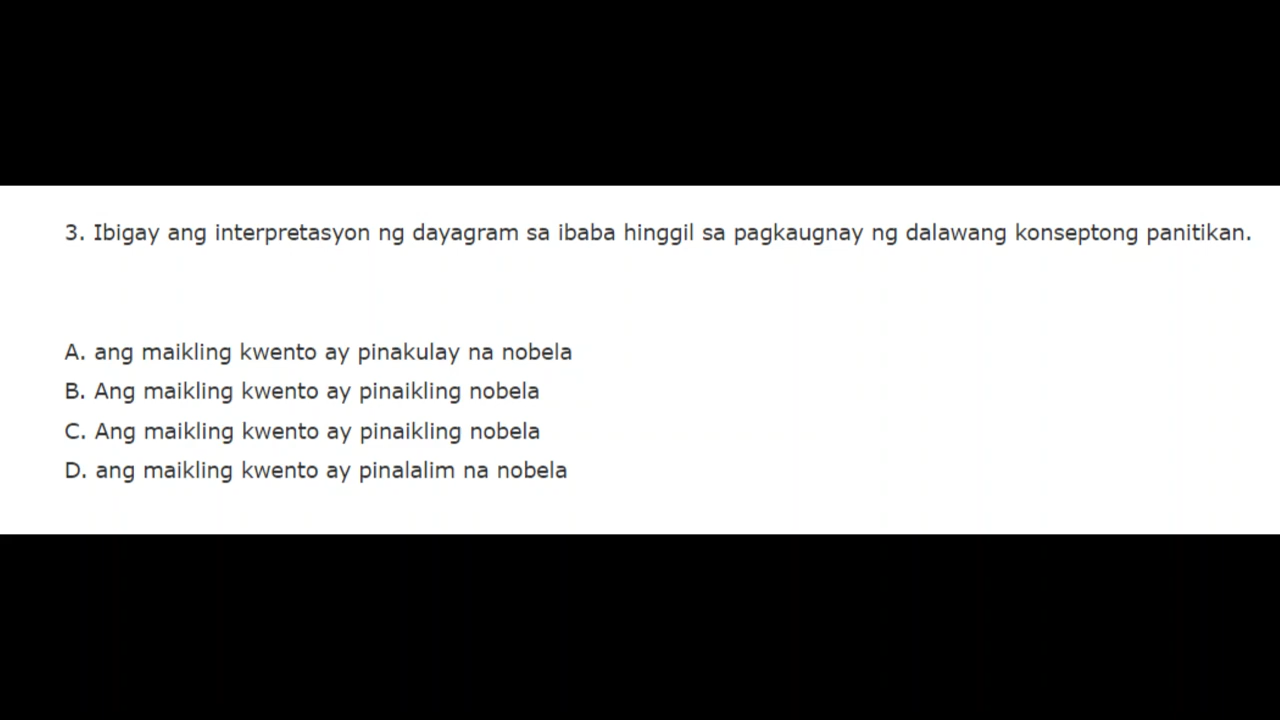 3. Ibigay ang interpretasyon ng dayagram sa ibaba hinggil sa pagkaugnay ng dalawang konseptong panitikan.
A. ang maikling kwento ay pinakulay na nobela
B. Ang maikling kwento ay pinaikling nobela
C. Ang maikling kwento ay pinaikling nobela
D. ang maikling kwento ay pinalalim na nobela